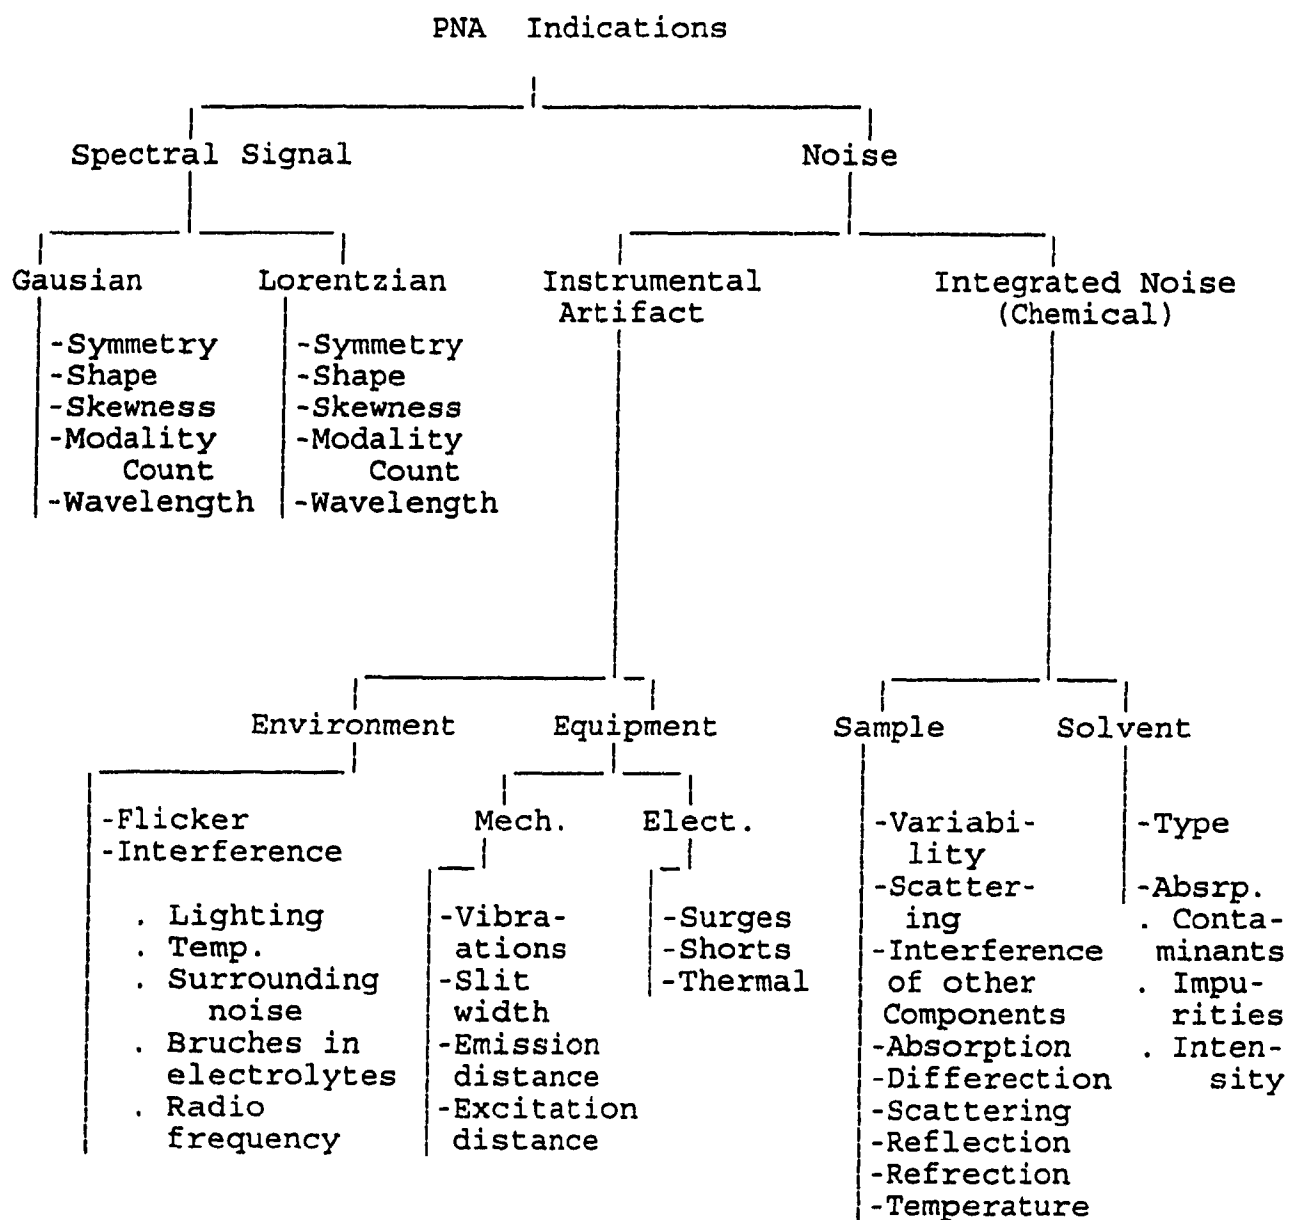 PNA Indications
Spectral Signal
Noise
Gausian
Lorentzian
Instrumental
Artifact
Integrated Noise
(Chemical)
-Symmetry
-Shape
-Skewness
-Modality
Count
-Wavelength
-Symmetry
-Shape
-Skewness
-Modality
Count
-Wavelength
Environment
Equipment
Sample
Solvent
-Flicker
-Interference
. Lighting
. Temp.
. Surrounding
noise
. Bruches in
electrolytes
. Radio
frequency
Mech.
-Vibra-
ations
-Slit
width
-Emission
distance
-Excitation
distance
Elect.
-Surges
-Shorts
-Thermal
-Variabi-
lity
-Scatter-
ing
-Interference
of other
Components
-Absorption
-Differection
-Scattering
-Reflection
-Refrection
-Temperature
-Type
-Absrp.
. Conta-
minants
. Impu-
rities
. Inten-
sity